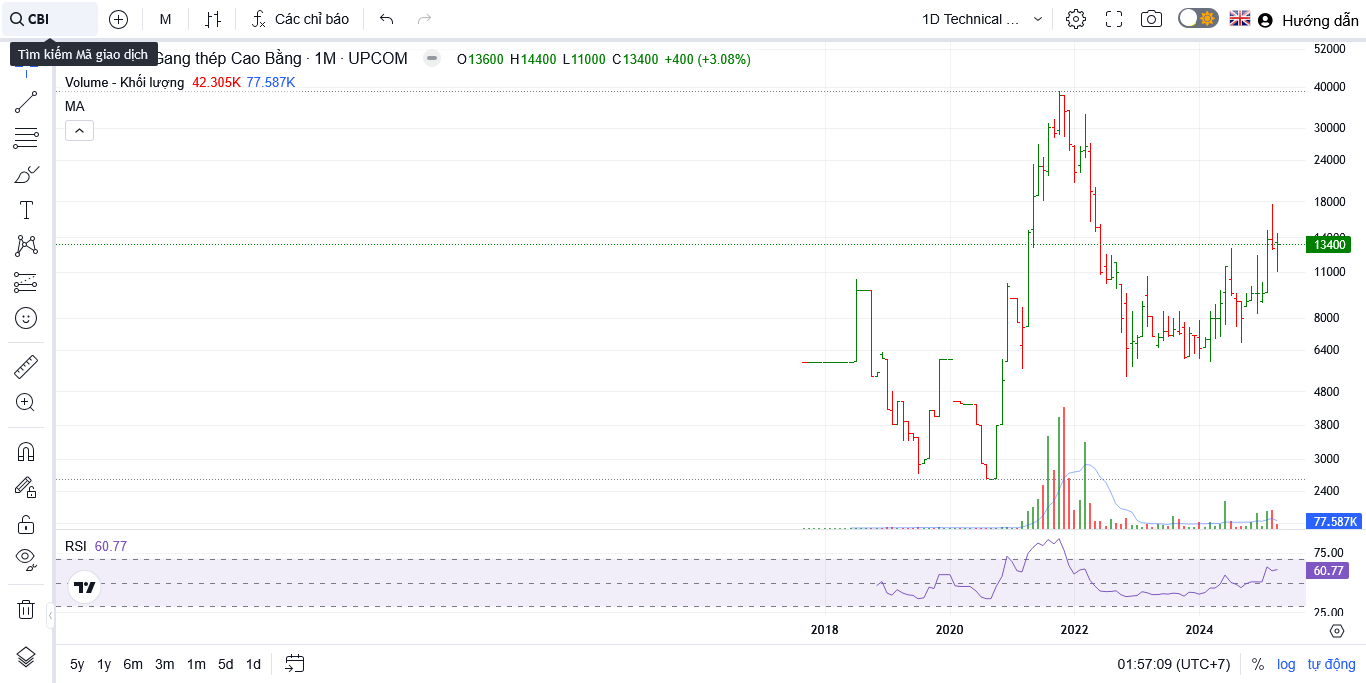 CBI
M
Các chỉ báo
1D Technical ...
Hướng dẫn
Tìm kiếm Mã giao dịch
Gang thép Cao Bằng · 1M · UPCOM
O13600 H14400 L11000 C13400 +400 (+3.08%)
Volume - Khối lượng 42.305K 77.587K
MA
52000
40000
30000
24000
18000
13400
11000
8000
6400
4800
3800
3000
2400
77.587K
RSI 60.77
75.00
60.77
25.00
2018 2020 2022 2024
5y 1y 6m 3m 1m 5d 1d
01:57:09 (UTC+7) % log tự động